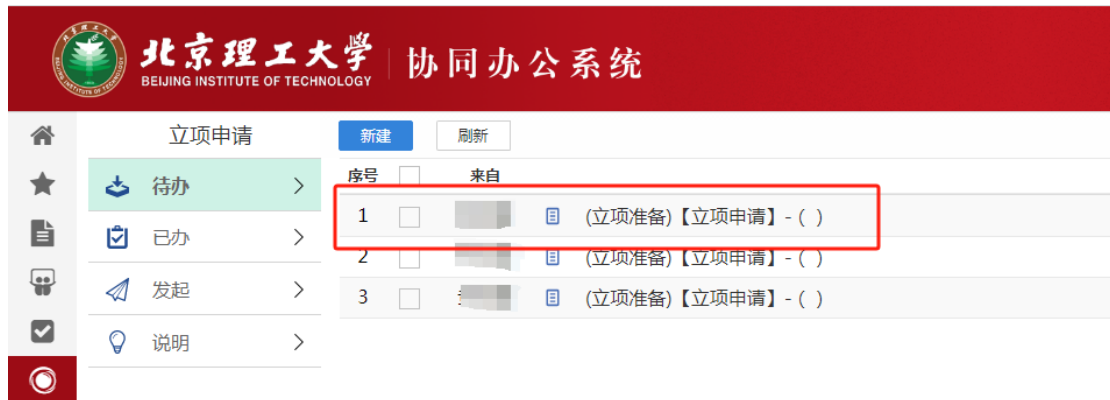 北京理工大學 协同办公系统
BEIJING INSTITUTE OF TECHNOLOGY
立项申请 新建 刷新
待办 序号 来自
1 (立项准备)【立项申请】- ( )
已办
2 (立项准备)【立项申请】- ( )
发起 3 (立项准备)【立项申请】- ( )
说明